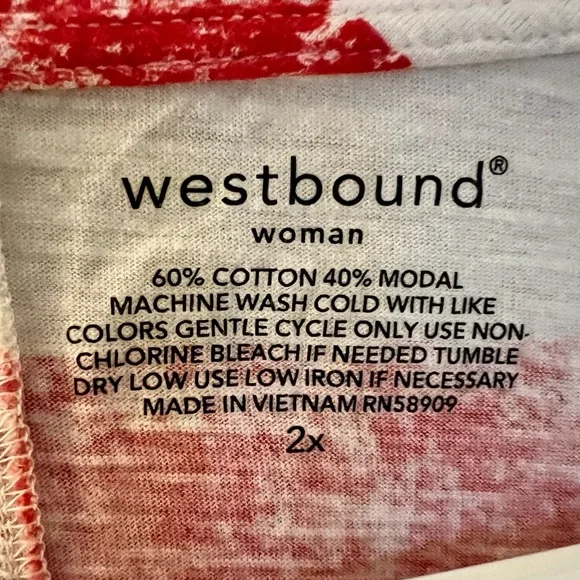 westbound®
woman
60% COTTON 40% MODAL
MACHINE WASH COLD WITH LIKE
COLORS GENTLE CYCLE ONLY USE NON-
CHLORINE BLEACH IF NEEDED TUMBLE
DRY LOW USE LOW IRON IF NECESSARY
MADE IN VIETNAM RN58909
2x